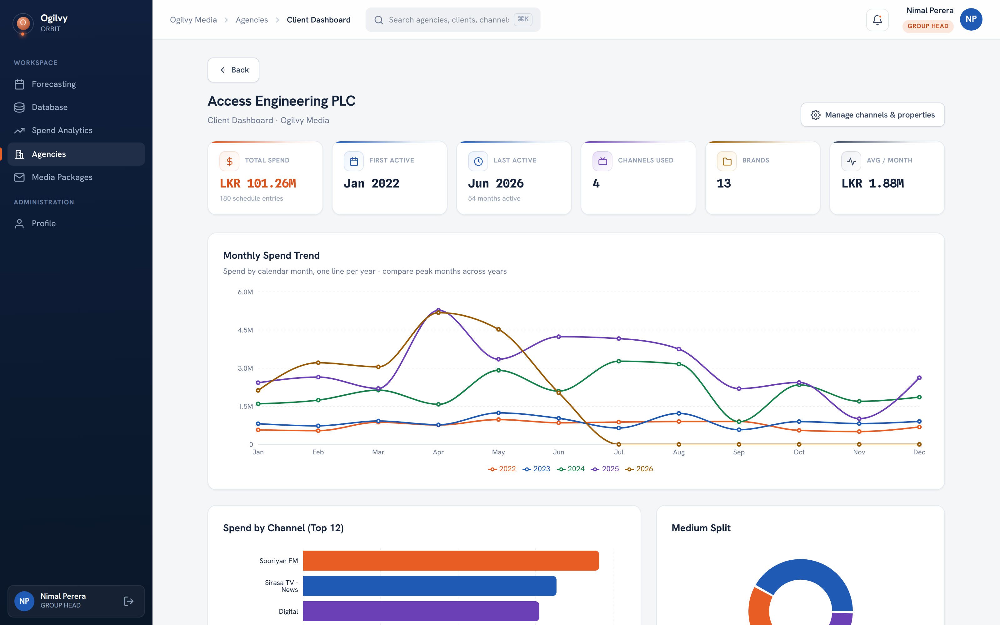 Ogilvy
ORBIT
WORKSPACE
Forecasting
Database
Spend Analytics
Agencies
Media Packages
ADMINISTRATION
Profile
NP
Nimal Perera
GROUP HEAD
Ogilvy Media
Agencies
Client Dashboard
Search agencies, clients, channels
⌘K
Nimal Perera
GROUP HEAD
NP
Back
Access Engineering PLC
Client Dashboard · Ogilvy Media
Manage channels & properties
TOTAL SPEND
LKR 101.26M
180 schedule entries
FIRST ACTIVE
Jan 2022
LAST ACTIVE
Jun 2026
54 months active
CHANNELS USED
4
BRANDS
13
AVG / MONTH
LKR 1.88M
Monthly Spend Trend
Spend by calendar month, one line per year · compare peak months across years
6.0M
4.5M
3.0M
1.5M
0
Jan Feb Mar Apr May Jun Jul Aug Sep Oct Nov Dec
2022 2023 2024 2025 2026
Spend by Channel (Top 12)
Sooriyan FM
Sirasa TV -
News
Digital
Medium Split